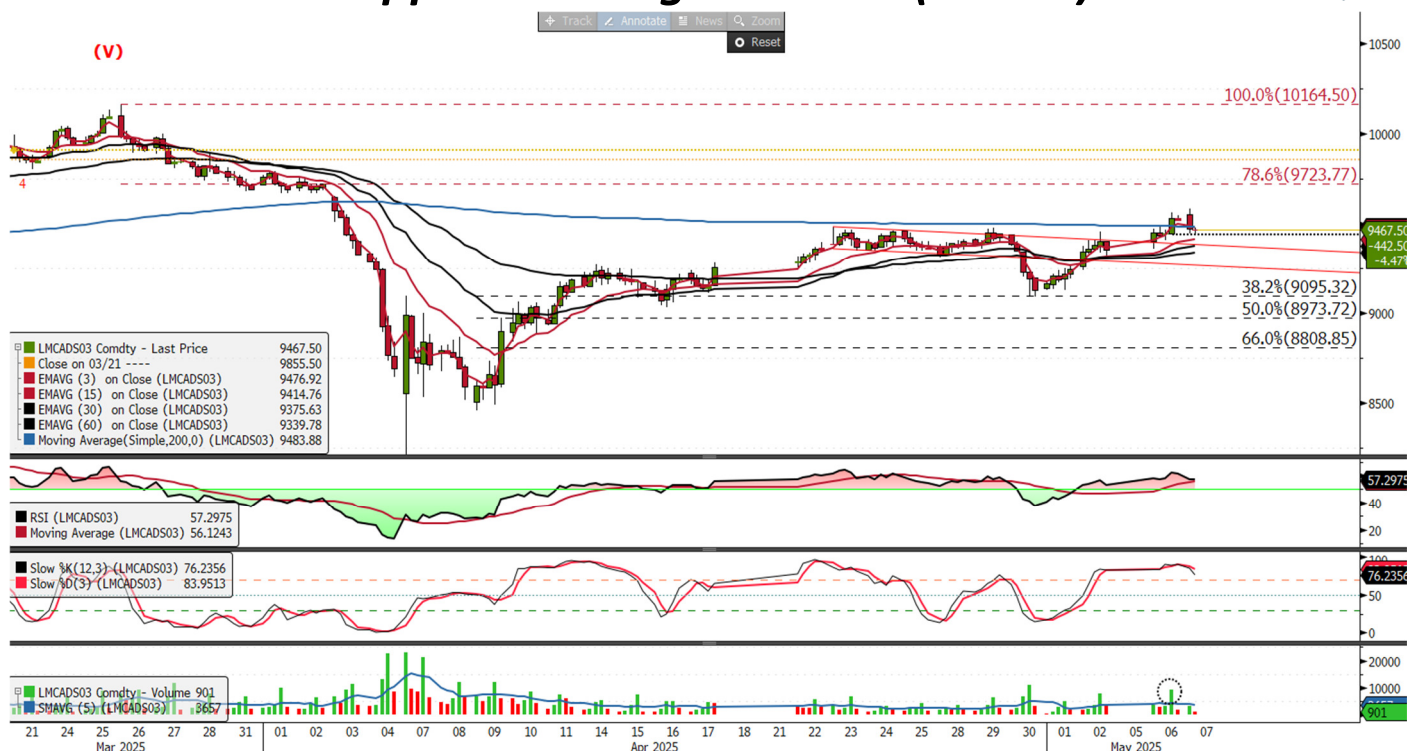 Track Annotate News Zoom
Reset
(V)
4
100.0%(10164.50)
78.6%(9723.77)
38.2%(9095.32)
50.0%(8973.72)
66.0%(8808.85)
10500
10000
9467.50
-442.50
-4.47%
9000
8500
LMCADS03 Comdty - Last Price 9467.50
Close on 03/21 ---- 9855.50
EMAVG (3) on Close (LMCADS03) 9476.92
EMAVG (15) on Close (LMCADS03) 9414.76
EMAVG (30) on Close (LMCADS03) 9375.63
EMAVG (60) on Close (LMCADS03) 9339.78
Moving Average(Simple,200,0) (LMCADS03) 9483.88
RSI (LMCADS03) 57.2975
Moving Average (LMCADS03) 56.1243
57.2975
40
20
Slow %K(12,3) (LMCADS03) 76.2356
Slow %D(3) (LMCADS03) 83.9513
100
76.2356
50
0
LMCADS03 Comdty - Volume 901
SMAVG (5) (LMCADS03) 3657
20000
10000
901
21 24 25 26 27 28 31 01 02 03 04 07 08 09 10 11 14 15 16 17 18 21 22 23 24 25 28 29 30 01 02 05 06 07
Mar 2025 Apr 2025 May 2025